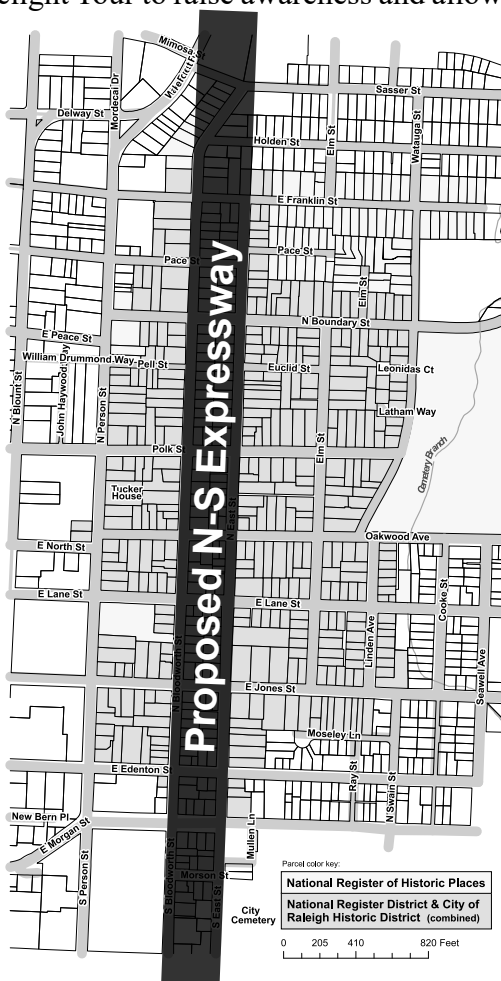 elight Tour to raise awareness and allow
Mimosa St
Wake Forest Rd
Mordecai Dr
Delway St
Sasser St
Holden St
Elm St
Watauga St
E Franklin St
Pace St
Pace St
Elm St
N Boundary St
E Peace St
William Drummond Way
Pell St
Euclid St
Leonidas Ct
N Blount St
John Haywood Way
N Person St
Latham Way
Polk St
Elm St
Cemetery Branch
Tucker
House
N East St
Proposed N-S Expressway
Oakwood Ave
E North St
E Lane St
E Lane St
Cooke St
Linden Ave
Seawell Ave
N Bloodworth St
E Jones St
Moseley Ln
E Edenton St
Ray St
N Swain St
New Bern Pl
E Morgan St
Mullen Ln
S Person St
S Bloodworth St
Morson St
S East St
City
Cemetery
Parcel color key:
National Register of Historic Places
National Register District & City of
Raleigh Historic District (combined)
0 205 410 820 Feet